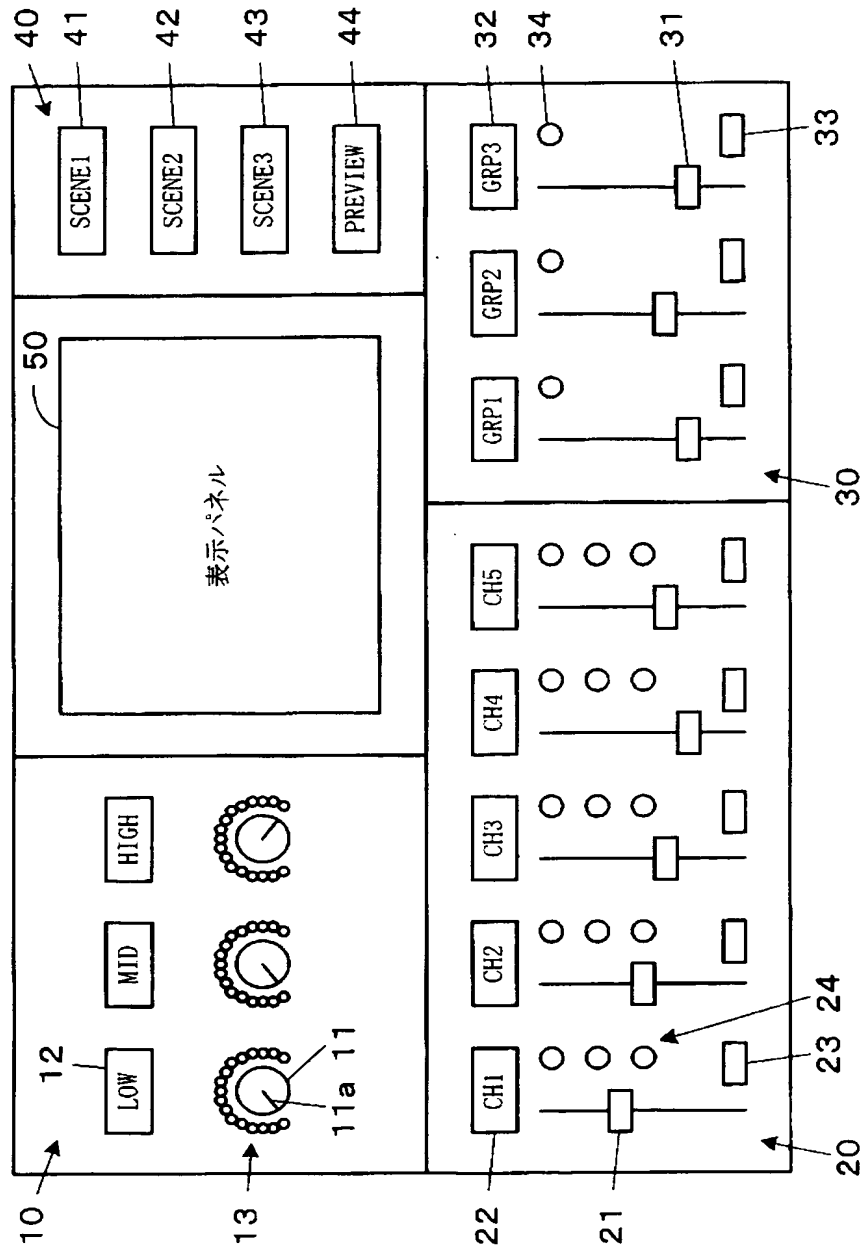 40
41
42
43
44
SCENE1
SCENE2
SCENE3
PREVIEW
50
表示パネル
10
12
LOW
MID
HIGH
13
11a
11
22
CH1
CH2
CH3
CH4
CH5
21
24
23
20
32
34
31
33
GRP1
GRP2
GRP3
30